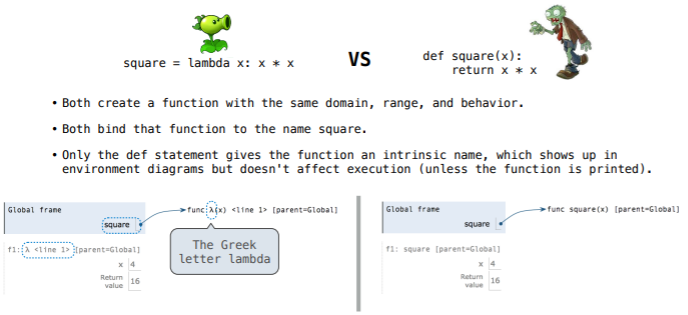 square = lambda x: x * x
VS
def square(x):
return x * x
• Both create a function with the same domain, range, and behavior.
• Both bind that function to the name square.
• Only the def statement gives the function an intrinsic name, which shows up in
environment diagrams but doesn't affect execution (unless the function is printed).
Global frame
square
func λ(x) <line 1> [parent=Global]
f1: λ <line 1> [parent=Global]
x 4
Return
value 16
The Greek
letter lambda
Global frame
square
func square(x) [parent=Global]
f1: square [parent=Global]
x 4
Return
value 16